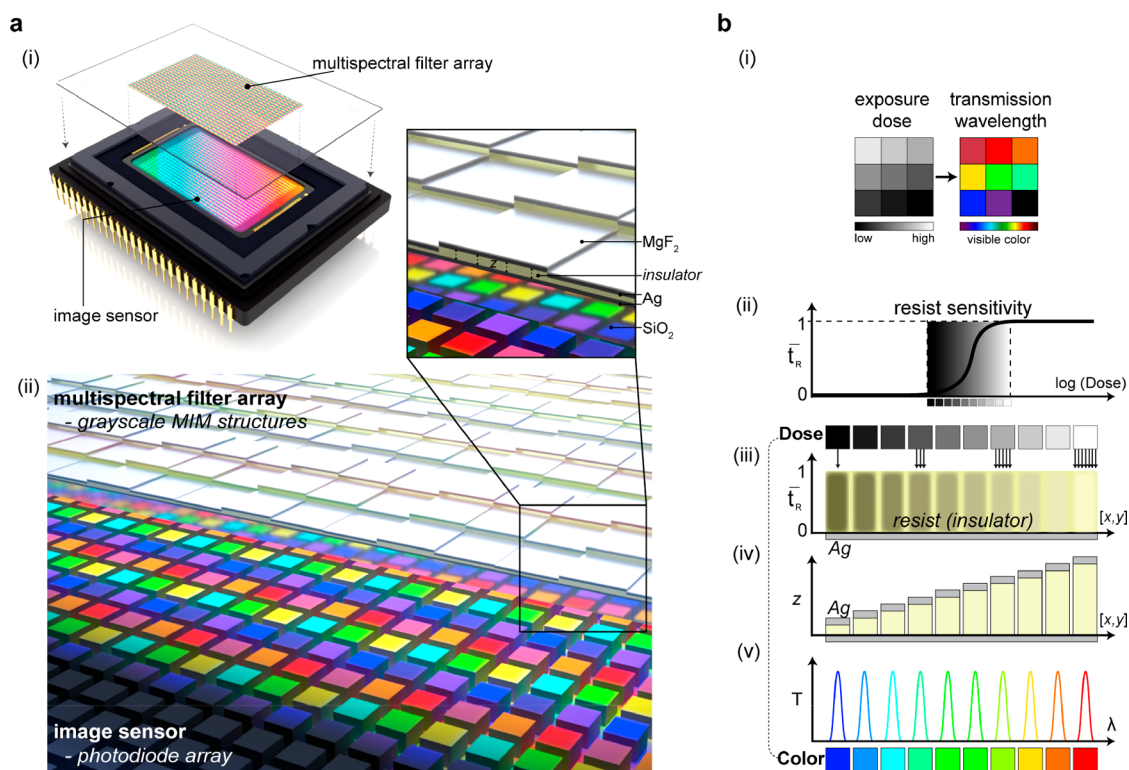 a
(i)
multispectral filter array
image sensor
MgF₂
z
insulator
Ag
SiO₂
(ii)
multispectral filter array
- grayscale MIM structures
image sensor
- photodiode array
b
(i)
exposure
dose
transmission
wavelength
low
high
visible color
(ii)
resist sensitivity
1
t̅R
0
log (Dose)
Dose
(iii)
1
t̅R
0
resist (insulator)
[x,y]
Ag
(iv)
z
Ag
[x,y]
(v)
T
λ
Color